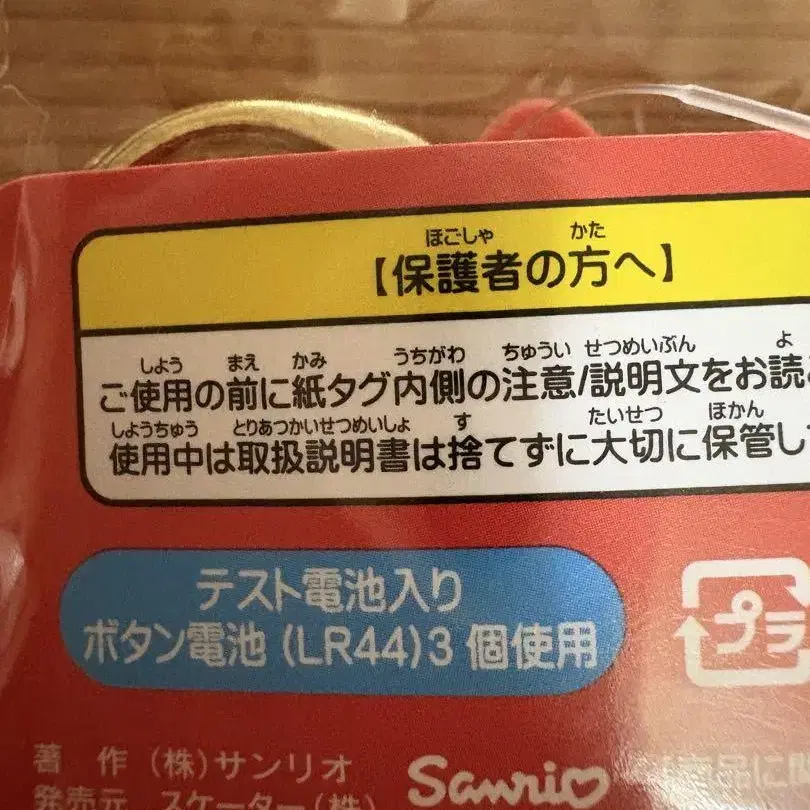 ほごしゃ かた
【保護者の方へ】
しよう まえ かみ うちがわ ちゅうい せつめいぶん よ
ご使用の前に紙タグ内側の注意/説明文をお読
しようちゅう とりあつかいせつめいしょ す たいせつ ほかん
使用中は取扱説明書は捨てずに大切に保管し
テスト電池入り
ボタン電池 (LR44)3 個使用
プラ
著 作 (株)サンリオ
Sanrio
発売元 スケーター(株)
商品に